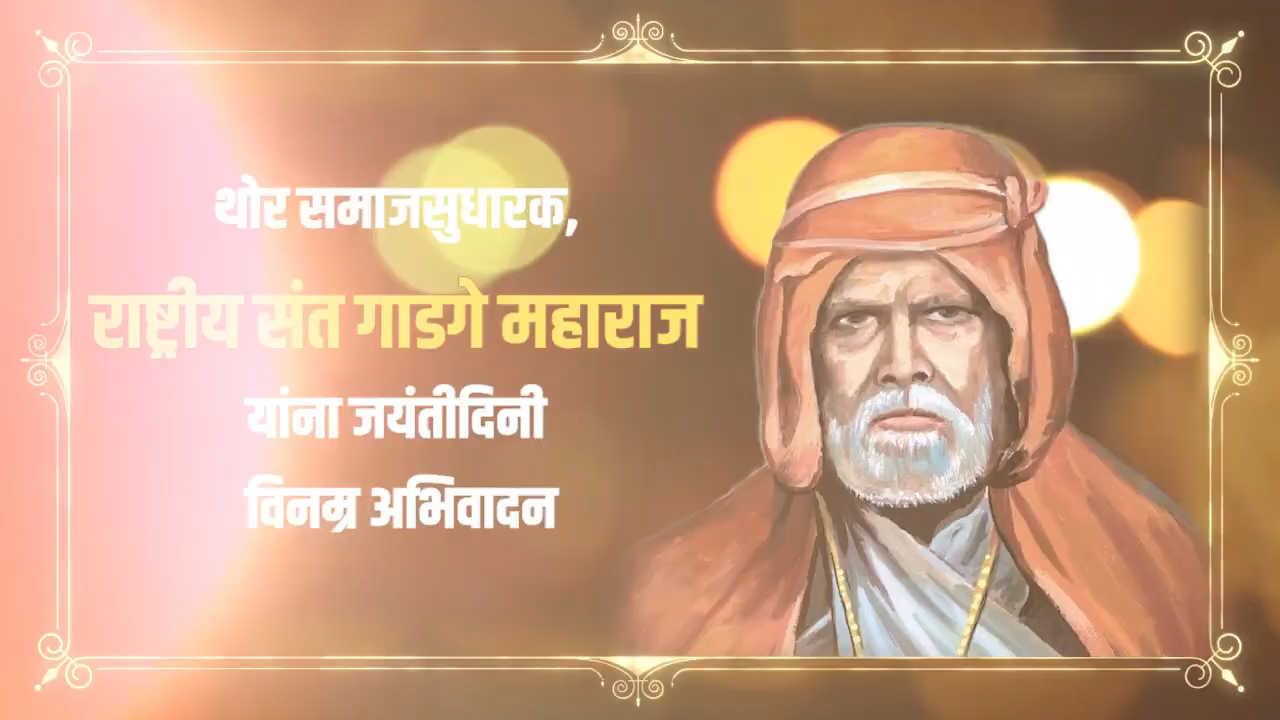 थोर समाजसुधारक,
राष्ट्रीय संत गाडगे महाराज
यांना जयंतीदिनी
विनम्र अभिवादन